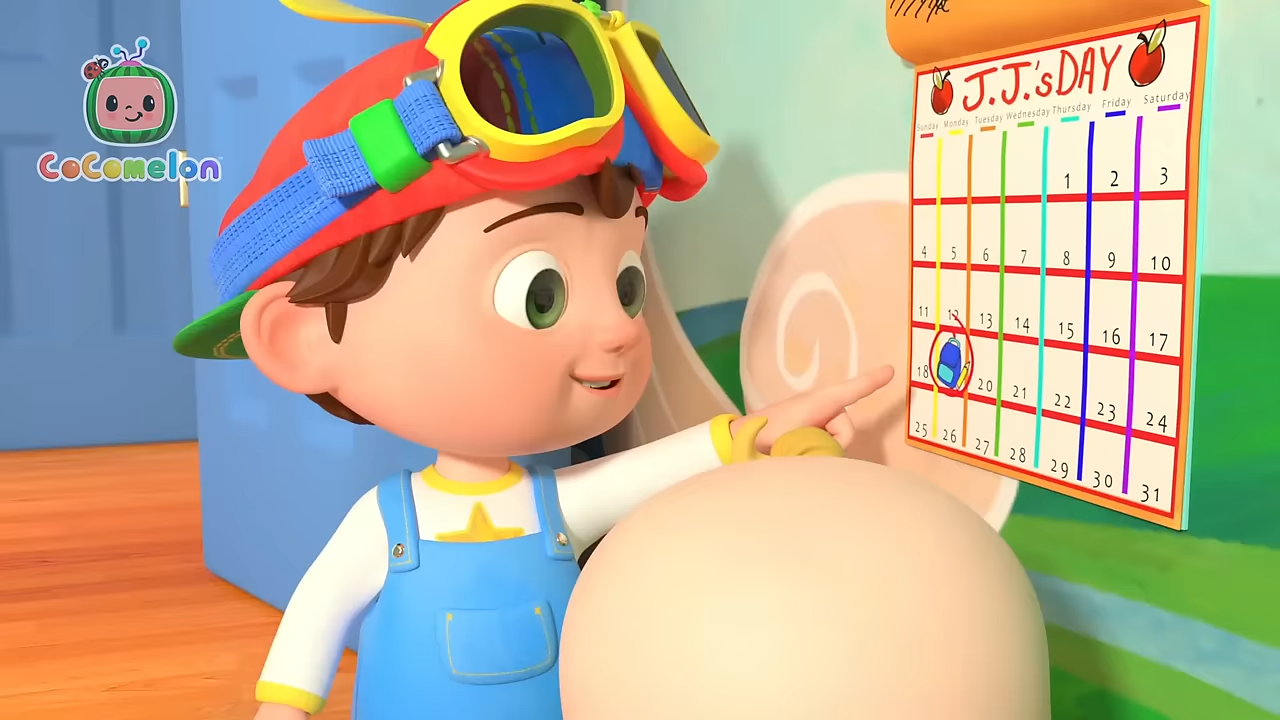 CoComelon
J.J.'s DAY
Sunday Monday Tuesday Wednesday Thursday Friday Saturday
1 2 3
4 5 6 7 8 9 10
11 12 13 14 15 16 17
18 20 21 22 23 24
25 26 27 28 29 30 31